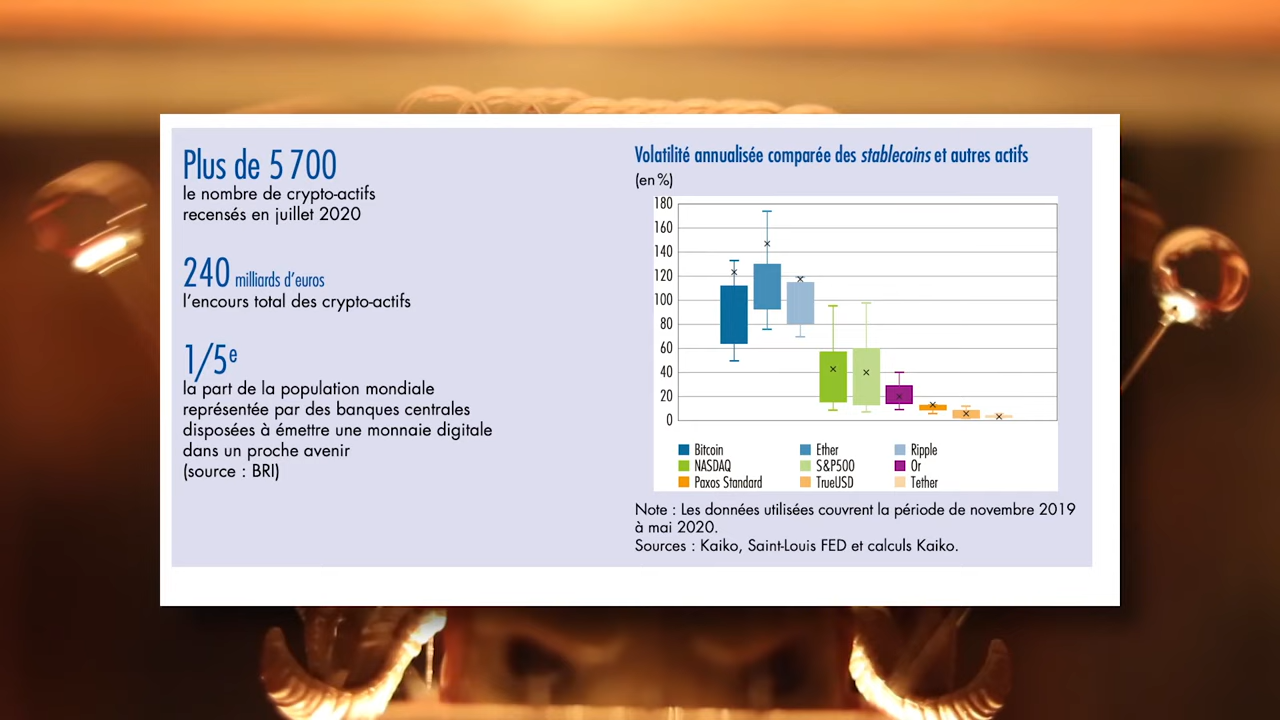 Plus de 5 700
le nombre de crypto-actifs
recensés en juillet 2020
240 milliards d'euros
l'encours total des crypto-actifs
1/5e
la part de la population mondiale
représentée par des banques centrales
disposées à émettre une monnaie digitale
dans un proche avenir
(source : BRI)
Volatilité annualisée comparée des stablecoins et autres actifs
(en %)
180
160
140
120
100
80
60
40
20
0
Bitcoin Ether Ripple
NASDAQ S&P500 Or
Paxos Standard TrueUSD Tether
Note : Les données utilisées couvrent la période de novembre 2019
à mai 2020.
Sources : Kaiko, Saint-Louis FED et calculs Kaiko.